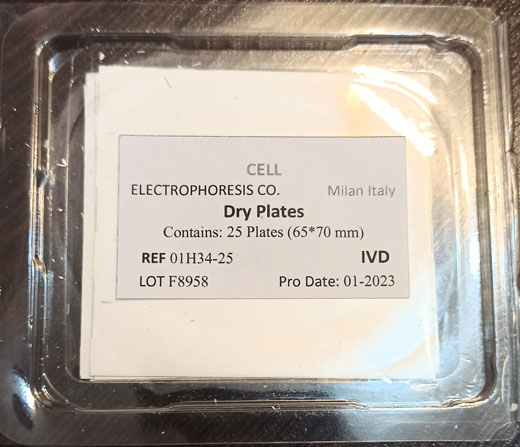 CELL
ELECTROPHORESIS CO. Milan Italy
Dry Plates
Contains: 25 Plates (65*70 mm)
REF 01H34-25 IVD
LOT F8958 Pro Date: 01-2023